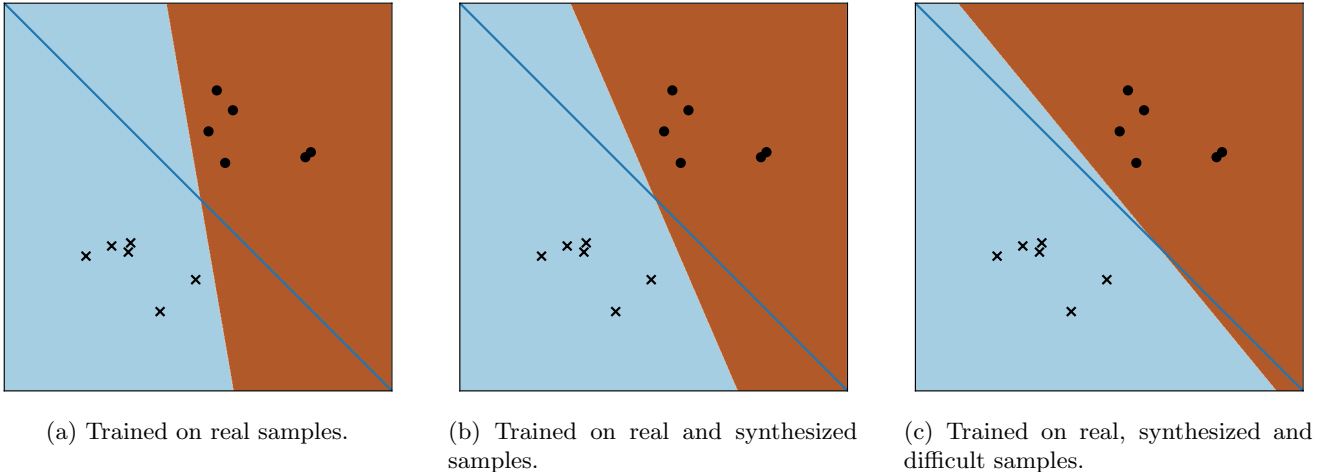 (a) Trained on real samples.
(b) Trained on real and synthesized
samples.
(c) Trained on real, synthesized and
difficult samples.